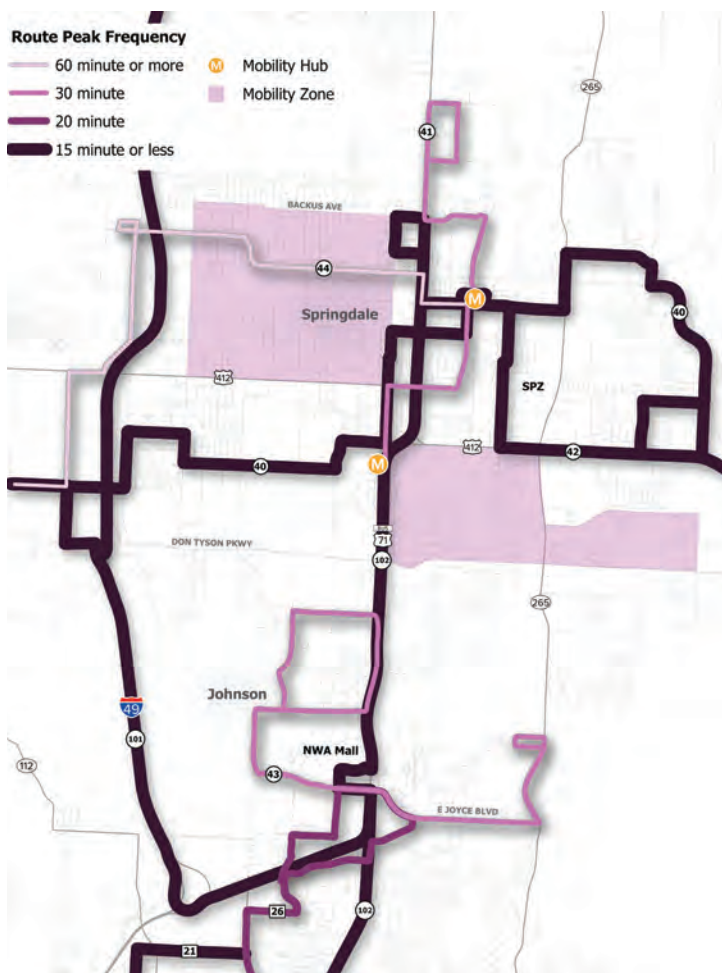 Route Peak Frequency
60 minute or more
M Mobility Hub
30 minute
Mobility Zone
20 minute
15 minute or less
265
41
BACKUS AVE
44
M
Springdale
40
412
SPZ
412
42
40
M
71
DON TYSON PKWY
102
265
Johnson
49
101
NWA Mall
112
43
E JOYCE BLVD
26
102
21